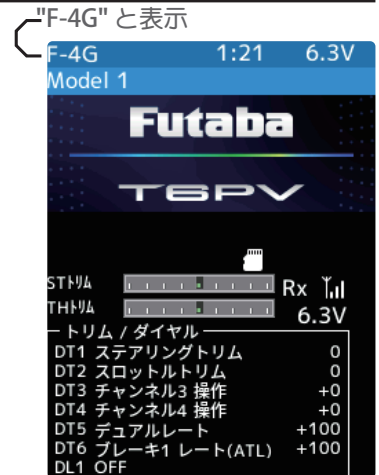 "F-4G" と表示
F-4G 1:21 6.3V
Model 1
Futaba
T6PV
STﾄﾘﾑ Rx
THﾄﾘﾑ 6.3V
トリム / ダイヤル
DT1 ステアリングトリム 0
DT2 スロットルトリム 0
DT3 チャンネル3 操作 +0
DT4 チャンネル4 操作 +0
DT5 デュアルレート +100
DT6 ブレーキ1 レート(ATL) +100
DL1 OFF